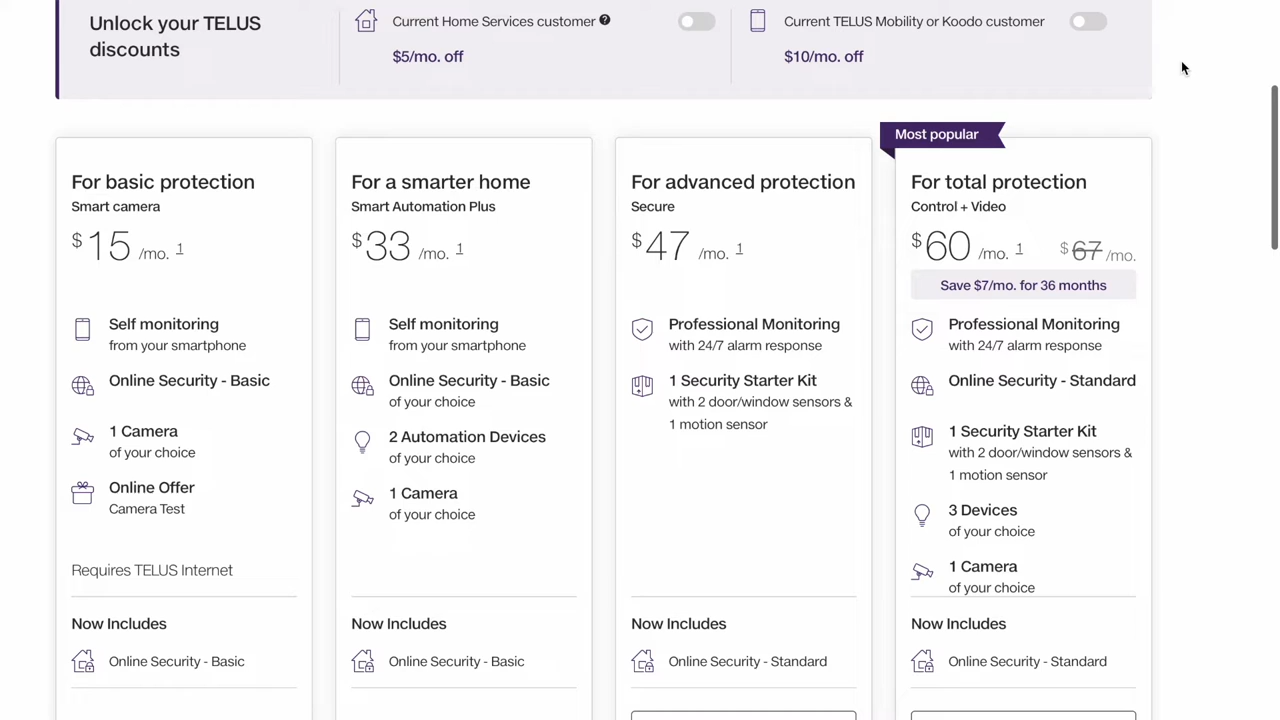 Unlock your TELUS
discounts
Current Home Services customer ?
$5/mo. off
Current TELUS Mobility or Koodo customer
$10/mo. off
For basic protection
Smart camera
$15 /mo. 1
Self monitoring
from your smartphone
Online Security - Basic
1 Camera
of your choice
Online Offer
Camera Test
Requires TELUS Internet
Now Includes
Online Security - Basic
For a smarter home
Smart Automation Plus
$33 /mo. 1
Self monitoring
from your smartphone
Online Security - Basic
of your choice
2 Automation Devices
of your choice
1 Camera
of your choice
Now Includes
Online Security - Basic
For advanced protection
Secure
$47 /mo. 1
Professional Monitoring
with 24/7 alarm response
1 Security Starter Kit
with 2 door/window sensors &
1 motion sensor
Now Includes
Online Security - Standard
Most popular
For total protection
Control + Video
$60 /mo. 1 $67/mo.
Save $7/mo. for 36 months
Professional Monitoring
with 24/7 alarm response
Online Security - Standard
1 Security Starter Kit
with 2 door/window sensors &
1 motion sensor
3 Devices
of your choice
1 Camera
of your choice
Now Includes
Online Security - Standard